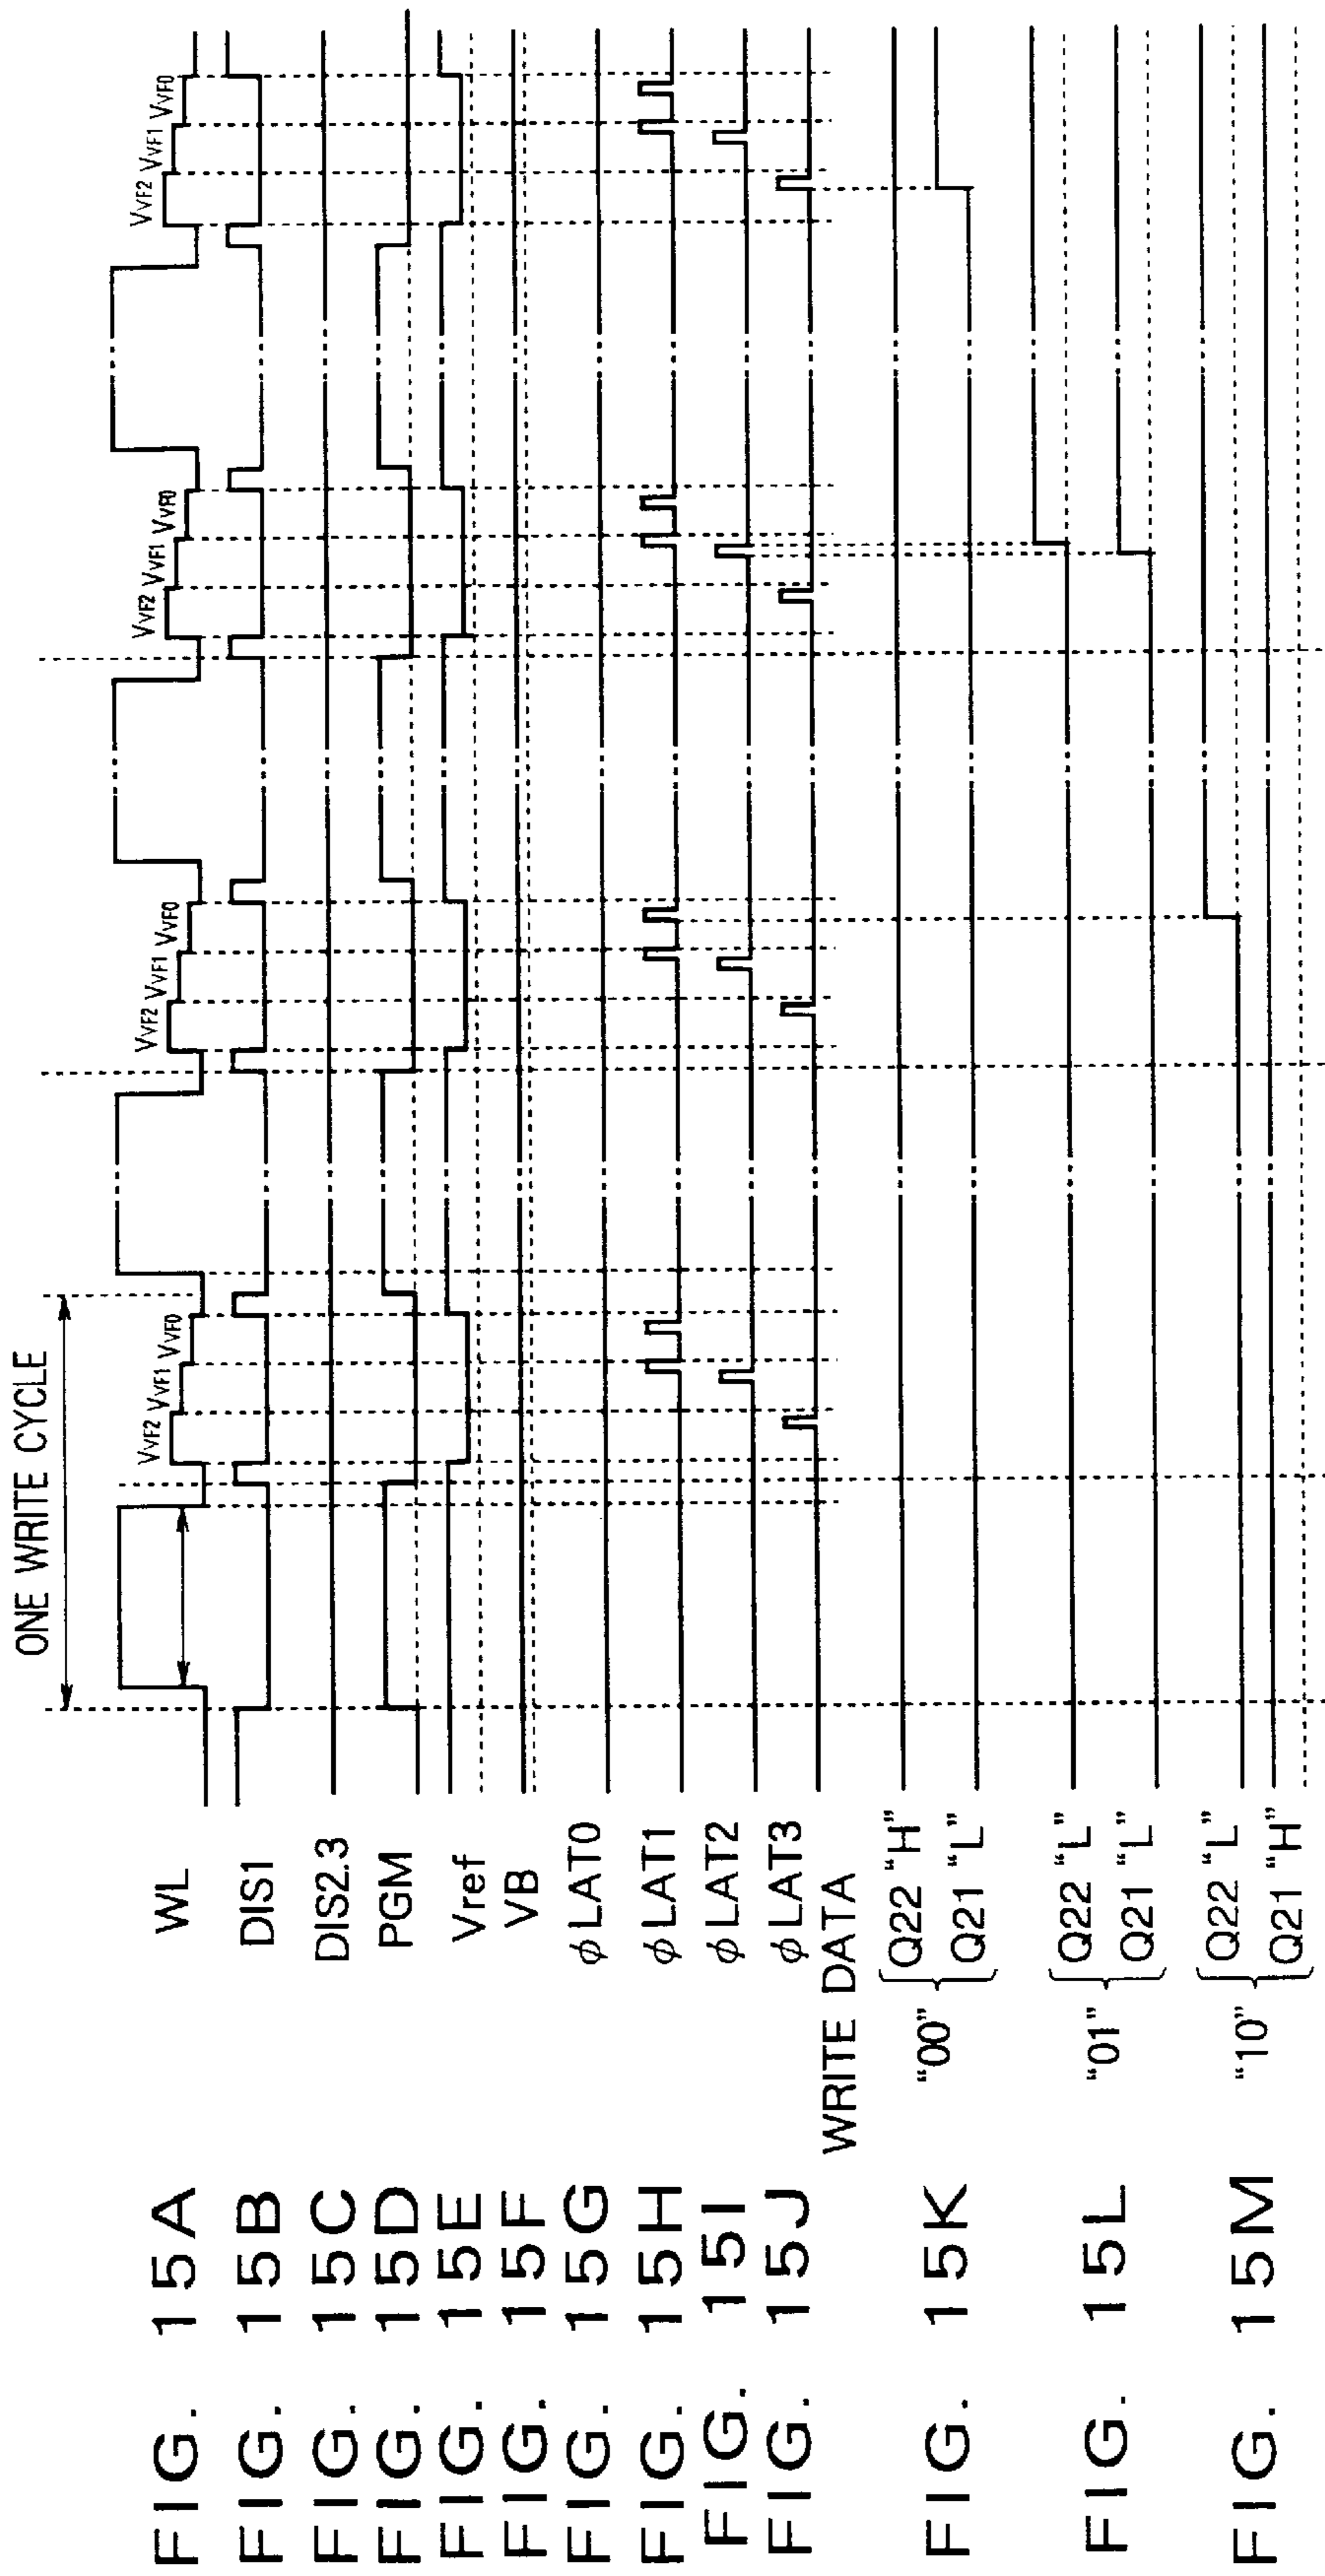 ONE WRITE CYCLE
FIG. 15A WL VVF2 VVF1 VVF0 VVF2 VVF1 VVF0 VVF2 VVF1 VVF0 VVF2 VVF1 VVF0
FIG. 15B DIS1
FIG. 15C DIS2.3
FIG. 15D PGM
FIG. 15E Vref
FIG. 15F VB
FIG. 15G φLAT0
FIG. 15H φLAT1
FIG. 15I φLAT2
FIG. 15J φLAT3
WRITE DATA
FIG. 15K "00" Q22 "H"
Q21 "L"
FIG. 15L "01" Q22 "L"
Q21 "L"
FIG. 15M "10" Q22 "L"
Q21 "H"